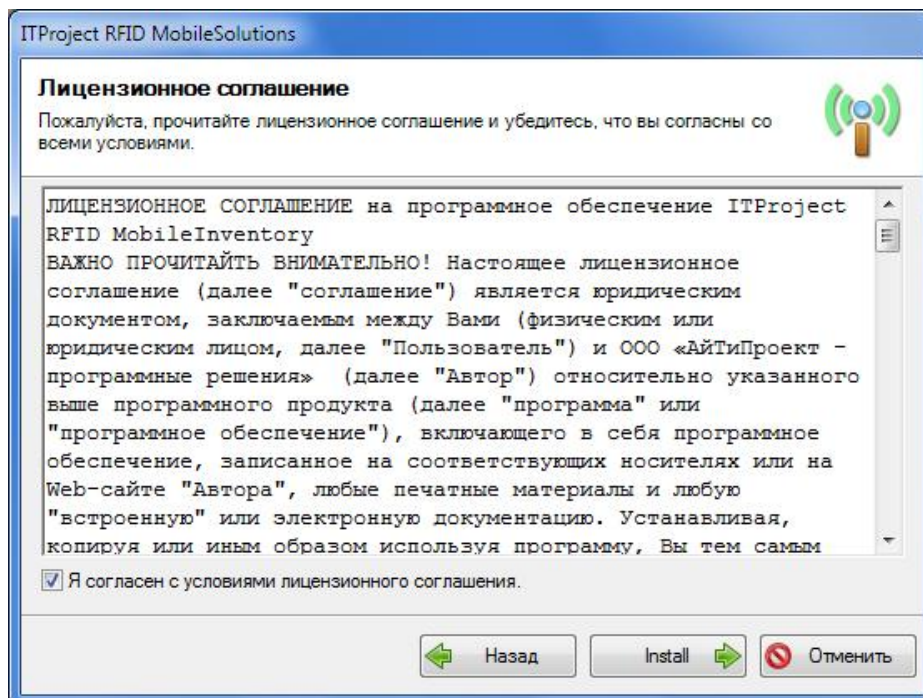 ITProject RFID MobileSolutions
Лицензионное соглашение
Пожалуйста, прочитайте лицензионное соглашение и убедитесь, что вы согласны со
всеми условиями.
ЛИЦЕНЗИОННОЕ СОГЛАШЕНИЕ на программное обеспечение ITProject
RFID MobileInventory
ВАЖНО ПРОЧИТАЙТЬ ВНИМАТЕЛЬНО! Настоящее лицензионное
соглашение (далее "соглашение") является юридическим
документом, заключаемым между Вами (физическим или
юридическим лицом, далее "Пользователь") и ООО «АйТиПроект -
программные решения»  (далее "Автор") относительно указанного
выше программного продукта (далее "программа" или
"программное обеспечение"), включающего в себя программное
обеспечение, записанное на соответствующих носителях или на
Web-сайте "Автора", любые печатные материалы и любую
"встроенную" или электронную документацию. Устанавливая,
копируя или иным образом используя программу, Вы тем самым
Я согласен с условиями лицензионного соглашения.
Назад
Install
Отменить